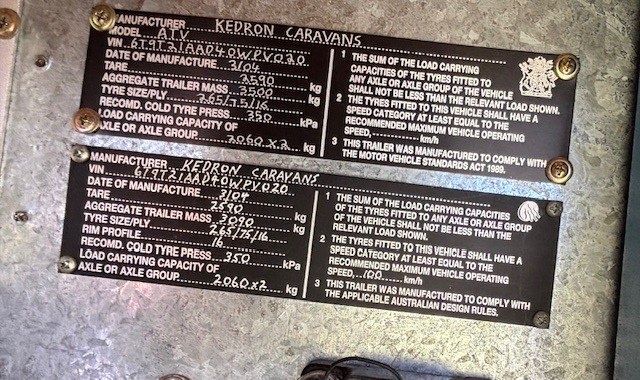 MANUFACTURER KEDRON CARAVANS
MODEL ATV
VIN 6T9T21AAD40WPV020
DATE OF MANUFACTURE 3/04
TARE 2590 kg
AGGREGATE TRAILER MASS 3500 kg
TYRE SIZE/PLY 265/75/16
RECOMD. COLD TYRE PRESS. 350 kPa
LOAD CARRYING CAPACITY OF
AXLE OR AXLE GROUP 2060x2 kg
1 THE SUM OF THE LOAD CARRYING
CAPACITIES OF THE TYRES FITTED TO
ANY AXLE OR AXLE GROUP OF THE VEHICLE
SHALL NOT BE LESS THAN THE RELEVANT LOAD SHOWN.
2 THE TYRES FITTED TO THIS VEHICLE SHALL HAVE A
SPEED CATEGORY AT LEAST EQUAL TO THE
RECOMMENDED MAXIMUM VEHICLE OPERATING
SPEED, km/h
3 THIS TRAILER WAS MANUFACTURED TO COMPLY WITH
THE MOTOR VEHICLE STANDARDS ACT 1989.
MANUFACTURER KEDRON CARAVANS
VIN 6T9T21AAD40WPV020
DATE OF MANUFACTURE 3/04
TARE 2590 kg
AGGREGATE TRAILER MASS 3090 kg
TYRE SIZE/PLY 265/75/16
RIM PROFILE 16
RECOMD. COLD TYRE PRESS. 350 kPa
LOAD CARRYING CAPACITY OF
AXLE OR AXLE GROUP 2060x2 kg
1 THE SUM OF THE LOAD CARRYING CAPACITIES
OF THE TYRES FITTED TO ANY AXLE OR AXLE GROUP
OF THE VEHICLE SHALL NOT BE LESS THAN THE
RELEVANT LOAD SHOWN.
2 THE TYRES FITTED TO THIS VEHICLE SHALL HAVE A
SPEED CATEGORY AT LEAST EQUAL TO THE
RECOMMENDED MAXIMUM VEHICLE OPERATING
SPEED, 100 km/h
3 THIS TRAILER WAS MANUFACTURED TO COMPLY WITH
THE APPLICABLE AUSTRALIAN DESIGN RULES.